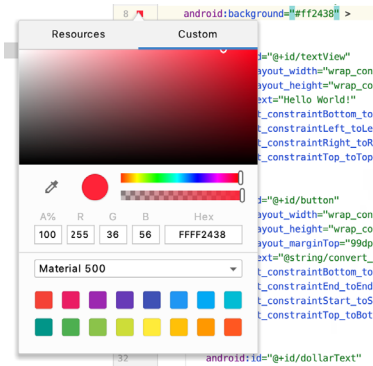 8 android:background="#ff2438" >
Resources Custom
d="@+id/textView"
ayout_width="wrap_con
ayout_height="wrap_co
ext="Hello World!"
t_constraintBottom_to
t_constraintLeft_toLe
t_constraintRight_toR
t_constraintTop_toTop
d="@+id/button"
ayout_width="wrap_con
ayout_height="wrap_co
ayout_marginTop="99dp
ext="@string/convert_
t_constraintBottom_to
t_constraintEnd_toEnd
t_constraintStart_toS
t_constraintTop_toBot
A% R G B Hex
100 255 36 56 FFFF2438
Material 500
32 android:id="@+id/dollarText"